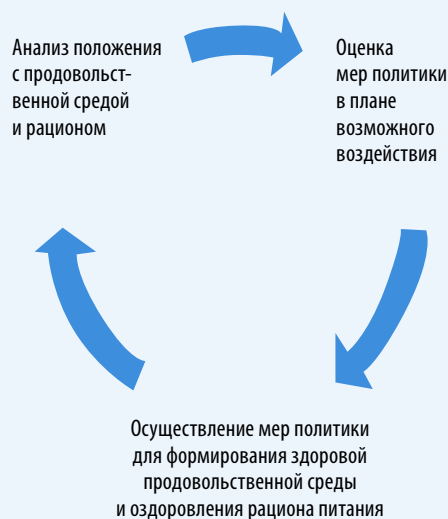 Анализ положения
с продовольст-
венной средой
и рационом
Оценка
мер политики
в плане
возможного
воздействия
Осуществление мер политики
для формирования здоровой
продовольственной среды
и оздоровления рациона питания